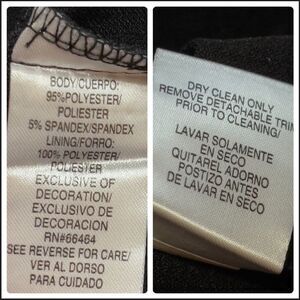 BODY/CUERPO:
95%POLYESTER/
POLIESTER
5% SPANDEX/SPANDEX
LINING/FORRO:
100% POLYESTER/
POLIESTER
EXCLUSIVE OF
DECORATION/
EXCLUSIVO DE
DECORACION
RN#66464
SEE REVERSE FOR CARE/
VER AL DORSO
PARA CUIDADO
DRY CLEAN ONLY
REMOVE DETACHABLE TRIM
PRIOR TO CLEANING/
LAVAR SOLAMENTE
EN SECO
QUITAREL ADORNO
POSTIZO ANTES
DE LAVAR EN SECO